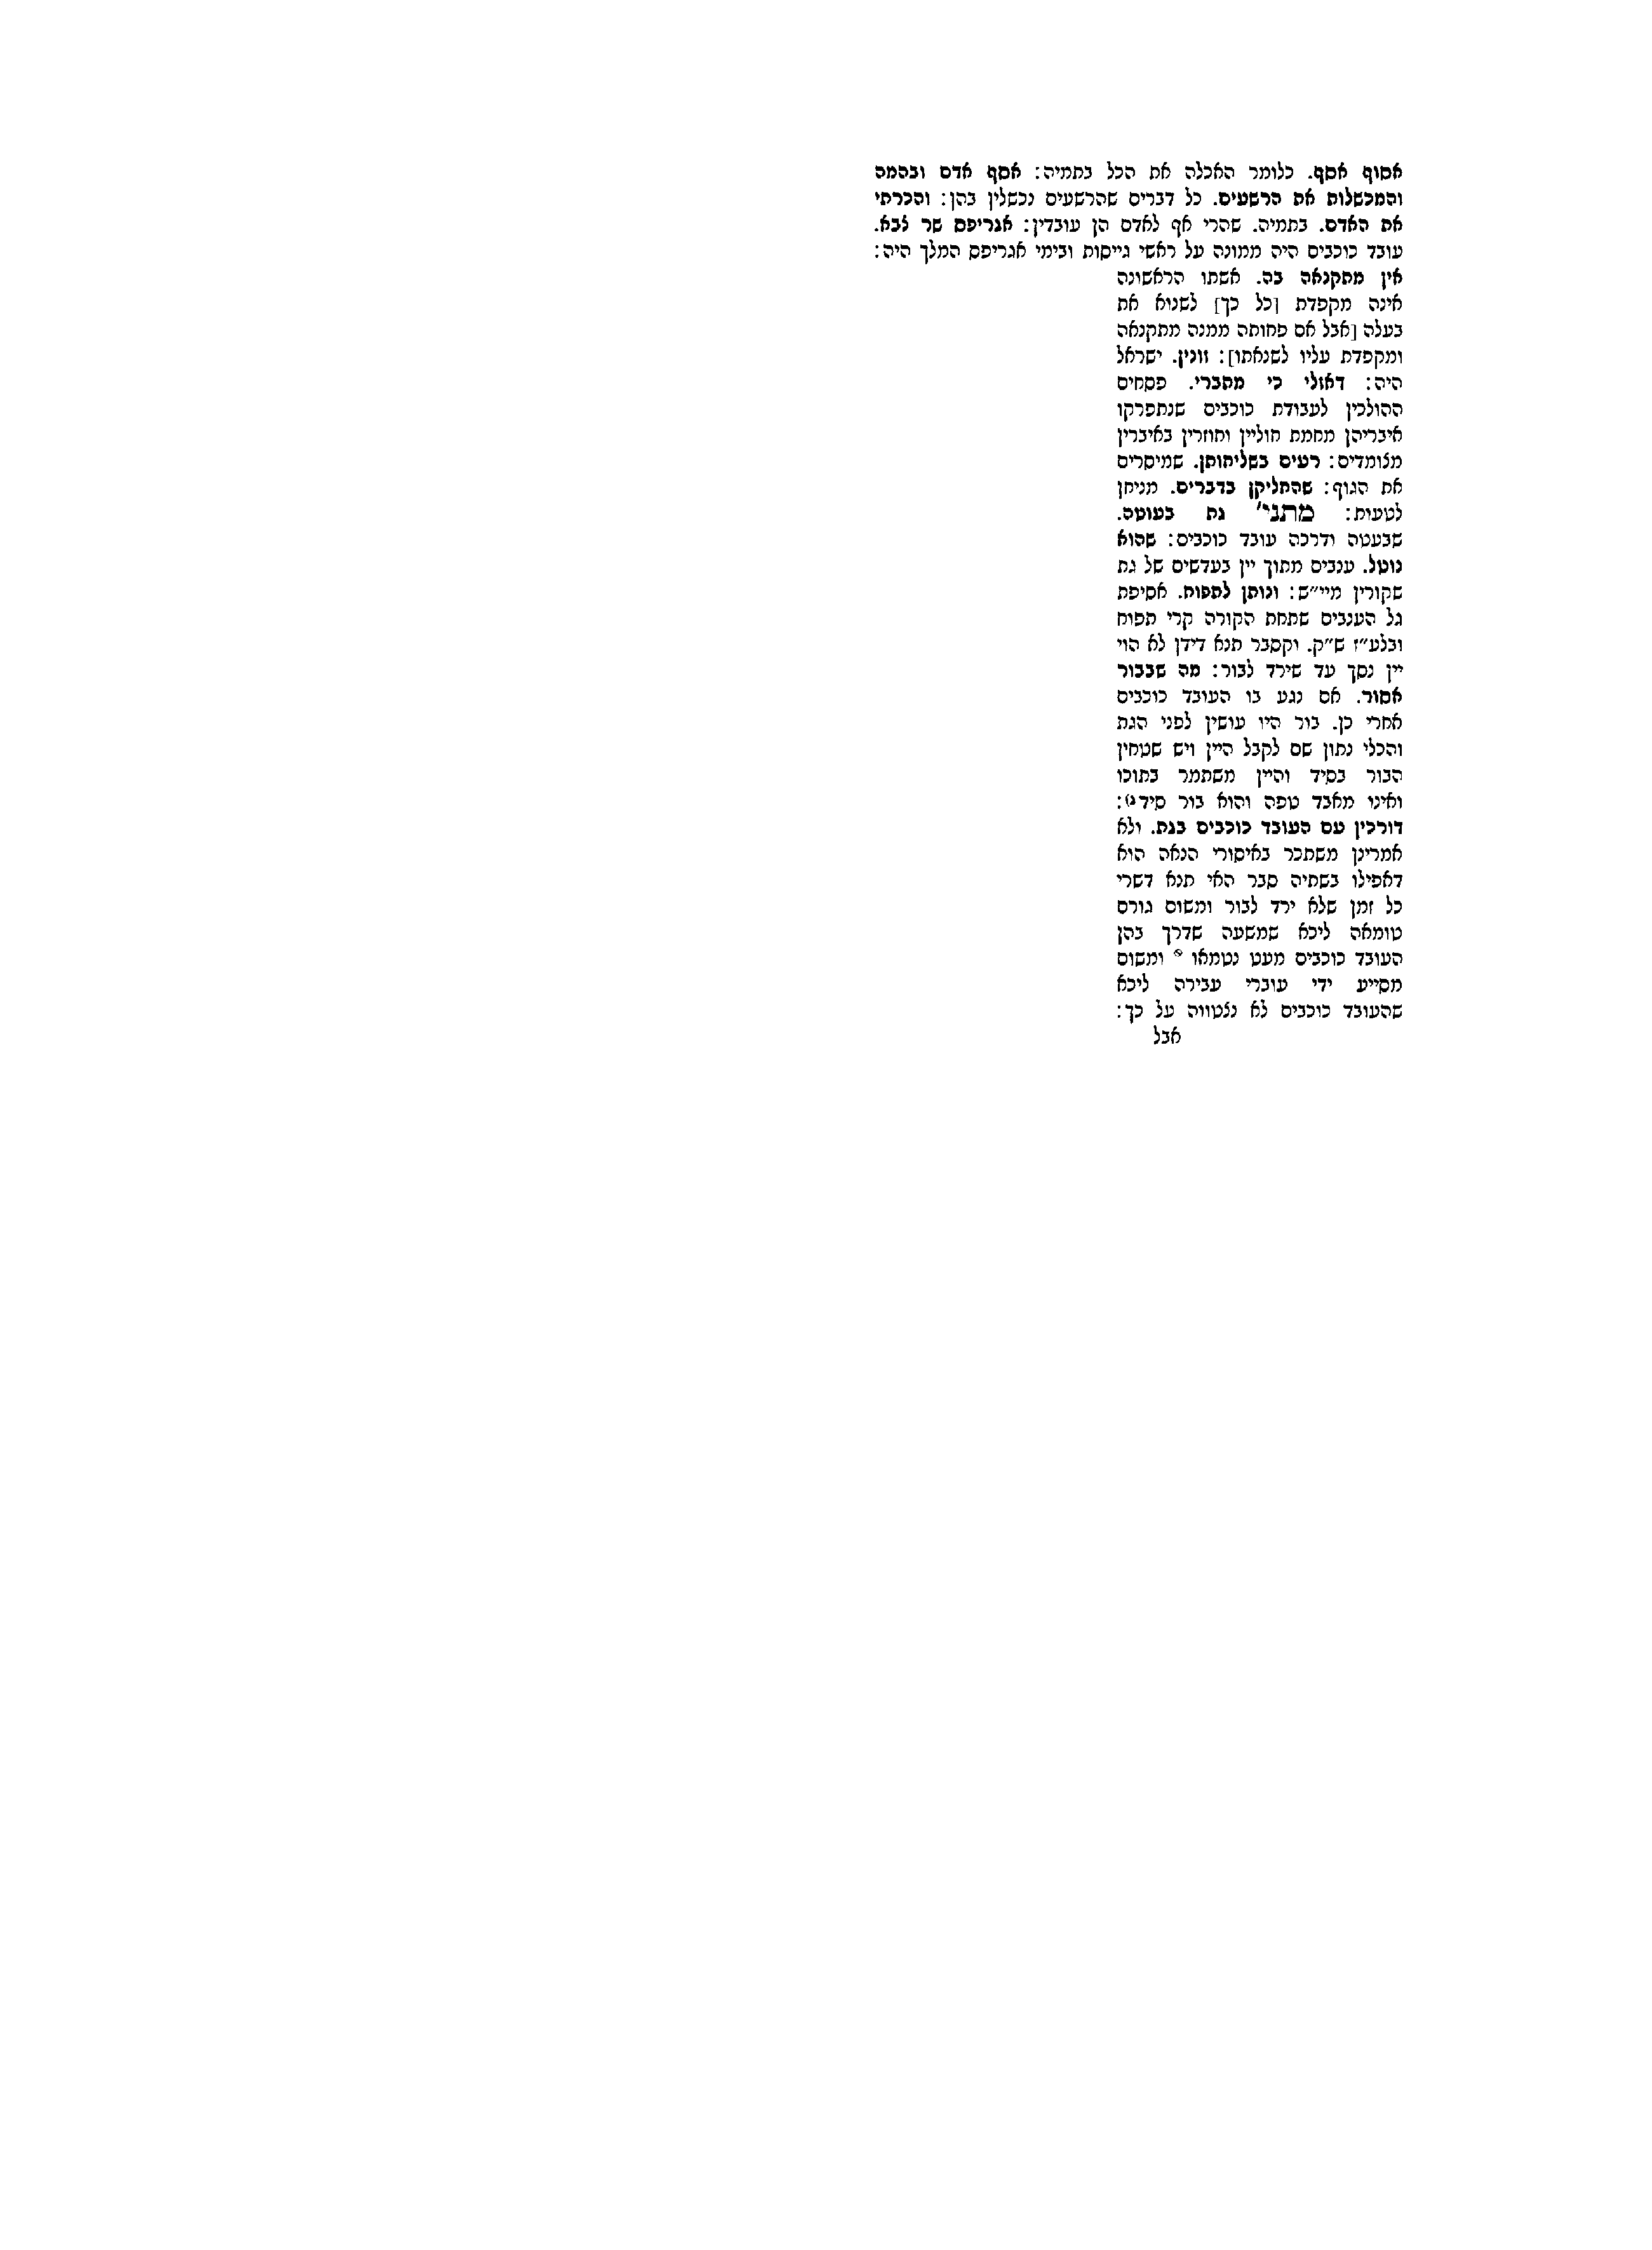 אסוף אסף. כלומר האכלה את הכל בתמיה: אסף אדם ובהמה
והמכשלות את הרשעים. כל דברים שהרשעים נכשלין בהן: והכרתי
את האדם. בתמיה. שהרי אף לאדם הן עובדין: אגריפס שר לבא.
עובד כוכבים היה ממונה על ראשי גייסות ובימי אגריפס המלך היה:
אין מתקנאה בה. אשתו הראשונה
אינה מקפדת [כל כך] לשנוא את
בעלה [אבל אם פחותה ממנה מתקנאה
ומקפדת עליו לשנאתו]: זונין. ישראל
היה: דאזלי כי מתברי. פסחים
ההולכין לעבודת כוכבים שנתפרקו
איבריהן מחמת חוליין וחוזרין באיברין
מצומדים: רעים בשליחותן. שמיסרים
את הגוף: שהחליקן בדברים. מניחן
לטעות: מתני' גת בעוטה.
שבעטה ודרכה עובד כוכבים: שהוא
נוטל. ענבים מתוך יין בעדשים של גת
שקורין מיי״ש: ונותן לתפוח. אסיפת
גל הענבים שתחת הקורה קרי תפוח
ובלע״ז ש״ק. וקסבר תנא דידן לא הוי
יין נסך עד שירד לבור: מה שבבור
אסור. אם נגע בו העובד כוכבים
אחרי כן. בור היו עושין לפני הגת
והכלי נתון שם לקבל היין ויש שטחין
הבור בסיד והיין משתמר בתוכו
ואינו מאבד טפה והוא בור סיד נ):
דורכין עם העובד כוכבים בגת. ולא
אמרינן משתכר באיסורי הנאה הוא
דאפילו בשתיה סבר האי תנא דשרי
כל זמן שלא ירד לבור ומשום גורס
טומאה ליכא שמשעה שדרך בהן
העובד כוכבים מעט נטמאו ומשום
מסייע ידי עוברי עבירה ליכא
שהעובד כוכבים לא נצטווה על כך:
אבל